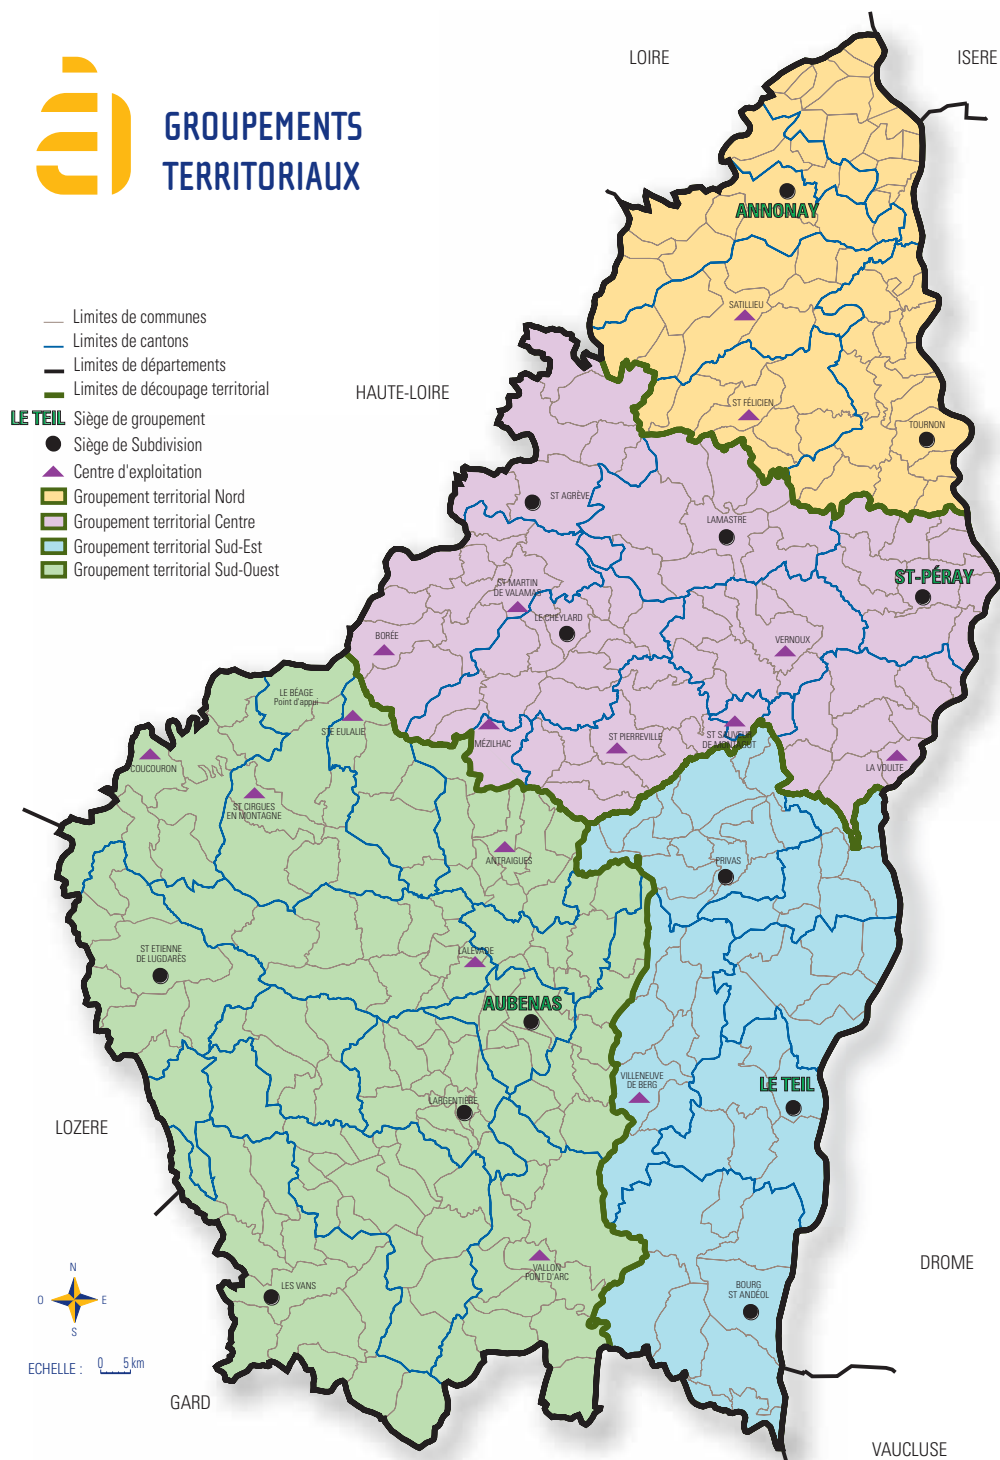 GROUPEMENTS
TERRITORIAUX
LOIRE
ISERE
HAUTE-LOIRE
Limites de communes
Limites de cantons
Limites de départements
Limites de découpage territorial
LE TEIL Siège de groupement
Siège de Subdivision
Centre d'exploitation
Groupement territorial Nord
Groupement territorial Centre
Groupement territorial Sud-Est
Groupement territorial Sud-Ouest
ANNONAY
SATILLIEU
ST FÉLICIEN
TOURNON
ST AGRÈVE
LAMASTRE
ST-PÉRAY
ST MARTIN
DE VALAMAS
LE CHEYLARD
BORÉE
VERNOUX
LE BÉAGE
Point d'appui
STE EULALIE
MÉZILHAC
ST PIERREVILLE
ST SAUVEUR
DE MONTAGUT
LA VOULTE
COUCOURON
ST CIRGUES
EN MONTAGNE
ANTRAIGUES
PRIVAS
ST ETIENNE
DE LUGDARÈS
LALEVADE
AUBENAS
VILLENEUVE
DE BERG
LE TEIL
LARGENTIÈRE
LOZERE
VALLON
PONT D'ARC
LES VANS
BOURG
ST ANDÉOL
DROME
N
O
E
S
ECHELLE : 0 5 km
GARD
VAUCLUSE